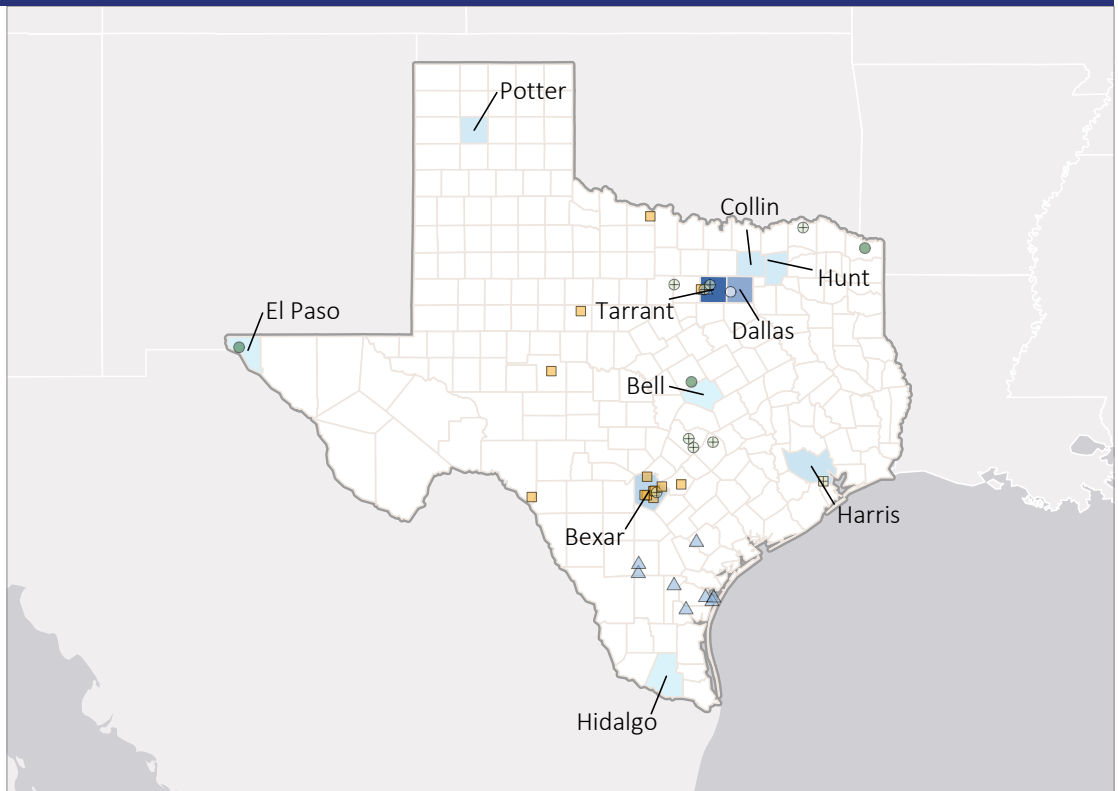 Potter
Collin
Hunt
El Paso
Tarrant
Dallas
Bell
Harris
Bexar
Hidalgo